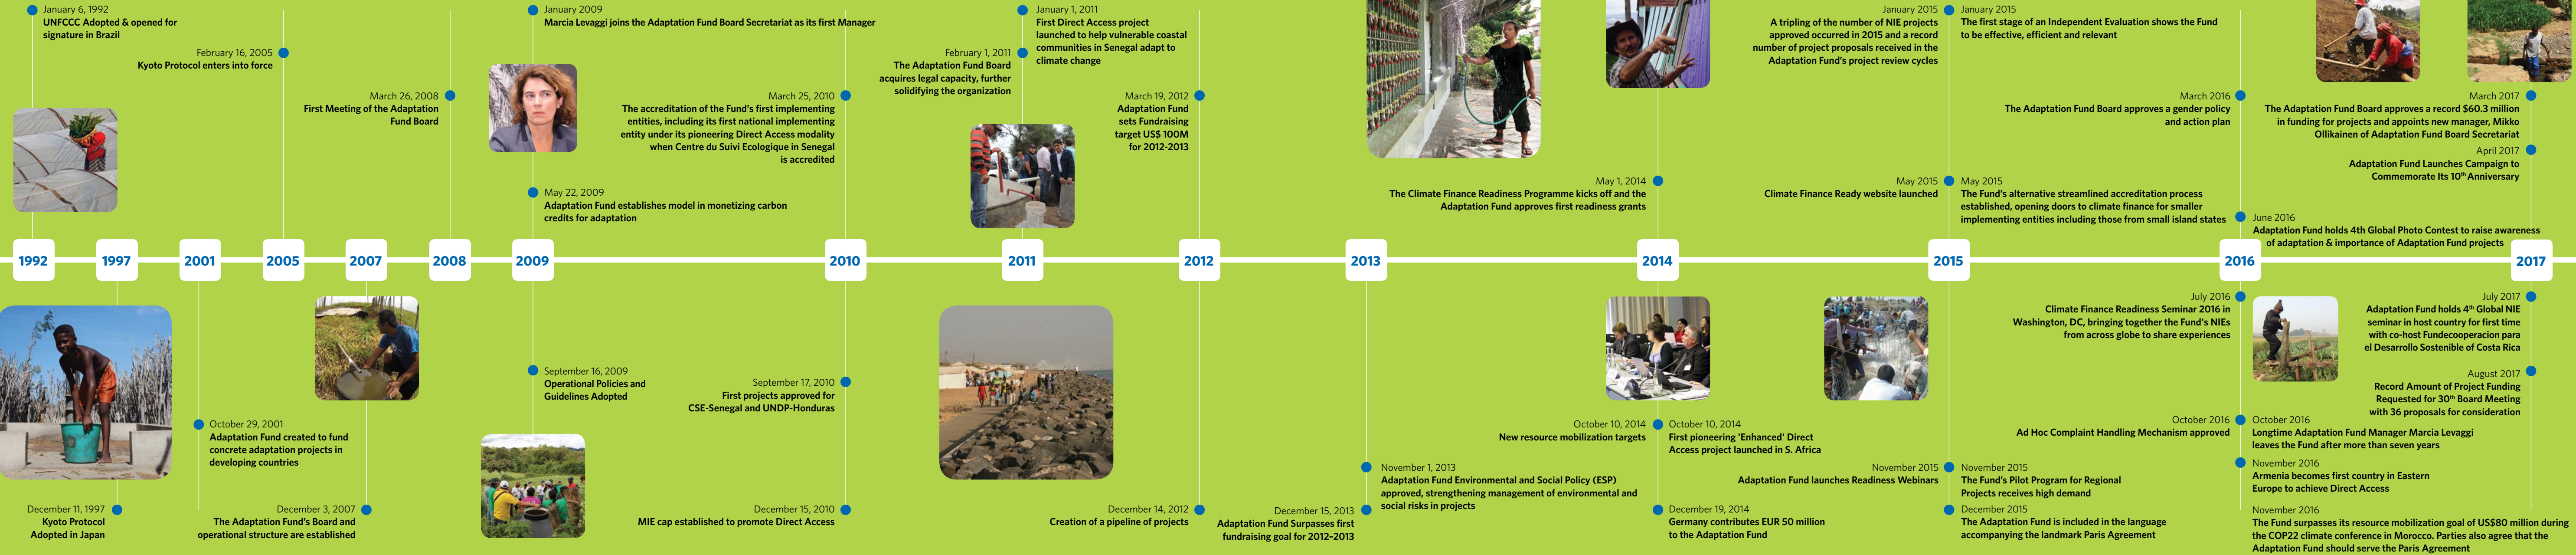 January 6, 1992
UNFCCC Adopted & opened for
signature in Brazil
February 16, 2005
Kyoto Protocol enters into force
March 26, 2008
First Meeting of the Adaptation
Fund Board
January 2009
Marcia Levaggi joins the Adaptation Fund Board Secretariat as its first Manager
May 22, 2009
Adaptation Fund establishes model in monetizing carbon
credits for adaptation
March 25, 2010
The accreditation of the Fund's first implementing
entities, including its first national implementing
entity under its pioneering Direct Access modality
when Centre du Suivi Ecologique in Senegal
is accredited
January 1, 2011
First Direct Access project
launched to help vulnerable coastal
communities in Senegal adapt to
climate change
February 1, 2011
The Adaptation Fund Board
acquires legal capacity, further
solidifying the organization
March 19, 2012
Adaptation Fund
sets Fundraising
target US$ 100M
for 2012-2013
May 1, 2014
The Climate Finance Readiness Programme kicks off and the
Adaptation Fund approves first readiness grants
January 2015
A tripling of the number of NIE projects
approved occurred in 2015 and a record
number of project proposals received in the
Adaptation Fund's project review cycles
January 2015
The first stage of an Independent Evaluation shows the Fund
to be effective, efficient and relevant
May 2015
Climate Finance Ready website launched
May 2015
The Fund's alternative streamlined accreditation process
established, opening doors to climate finance for smaller
implementing entities including those from small island states
March 2016
The Adaptation Fund Board approves a gender policy
and action plan
June 2016
Adaptation Fund holds 4th Global Photo Contest to raise awareness
of adaptation & importance of Adaptation Fund projects
March 2017
The Adaptation Fund Board approves a record $60.3 million
in funding for projects and appoints new manager, Mikko
Ollikainen of Adaptation Fund Board Secretariat
April 2017
Adaptation Fund Launches Campaign to
Commemorate Its 10th Anniversary
1992
1997
2001
2005
2007
2008
2009
2010
2011
2012
2013
2014
2015
2016
2017
December 11, 1997
Kyoto Protocol
Adopted in Japan
October 29, 2001
Adaptation Fund created to fund
concrete adaptation projects in
developing countries
December 3, 2007
The Adaptation Fund's Board and
operational structure are established
September 16, 2009
Operational Policies and
Guidelines Adopted
September 17, 2010
First projects approved for
CSE-Senegal and UNDP-Honduras
December 15, 2010
MIE cap established to promote Direct Access
December 14, 2012
Creation of a pipeline of projects
November 1, 2013
Adaptation Fund Environmental and Social Policy (ESP)
approved, strengthening management of environmental and
social risks in projects
December 15, 2013
Adaptation Fund Surpasses first
fundraising goal for 2012–2013
October 10, 2014
New resource mobilization targets
October 10, 2014
First pioneering 'Enhanced' Direct
Access project launched in S. Africa
December 19, 2014
Germany contributes EUR 50 million
to the Adaptation Fund
November 2015
Adaptation Fund launches Readiness Webinars
November 2015
The Fund's Pilot Program for Regional
Projects receives high demand
December 2015
The Adaptation Fund is included in the language
accompanying the landmark Paris Agreement
July 2016
Climate Finance Readiness Seminar 2016 in
Washington, DC, bringing together the Fund's NIEs
from across globe to share experiences
October 2016
Ad Hoc Complaint Handling Mechanism approved
October 2016
Longtime Adaptation Fund Manager Marcia Levaggi
leaves the Fund after more than seven years
November 2016
Armenia becomes first country in Eastern
Europe to achieve Direct Access
November 2016
The Fund surpasses its resource mobilization goal of US$80 million during
the COP22 climate conference in Morocco. Parties also agree that the
Adaptation Fund should serve the Paris Agreement
July 2017
Adaptation Fund holds 4th Global NIE
seminar in host country for first time
with co-host Fundecooperacion para
el Desarrollo Sostenible of Costa Rica
August 2017
Record Amount of Project Funding
Requested for 30th Board Meeting
with 36 proposals for consideration